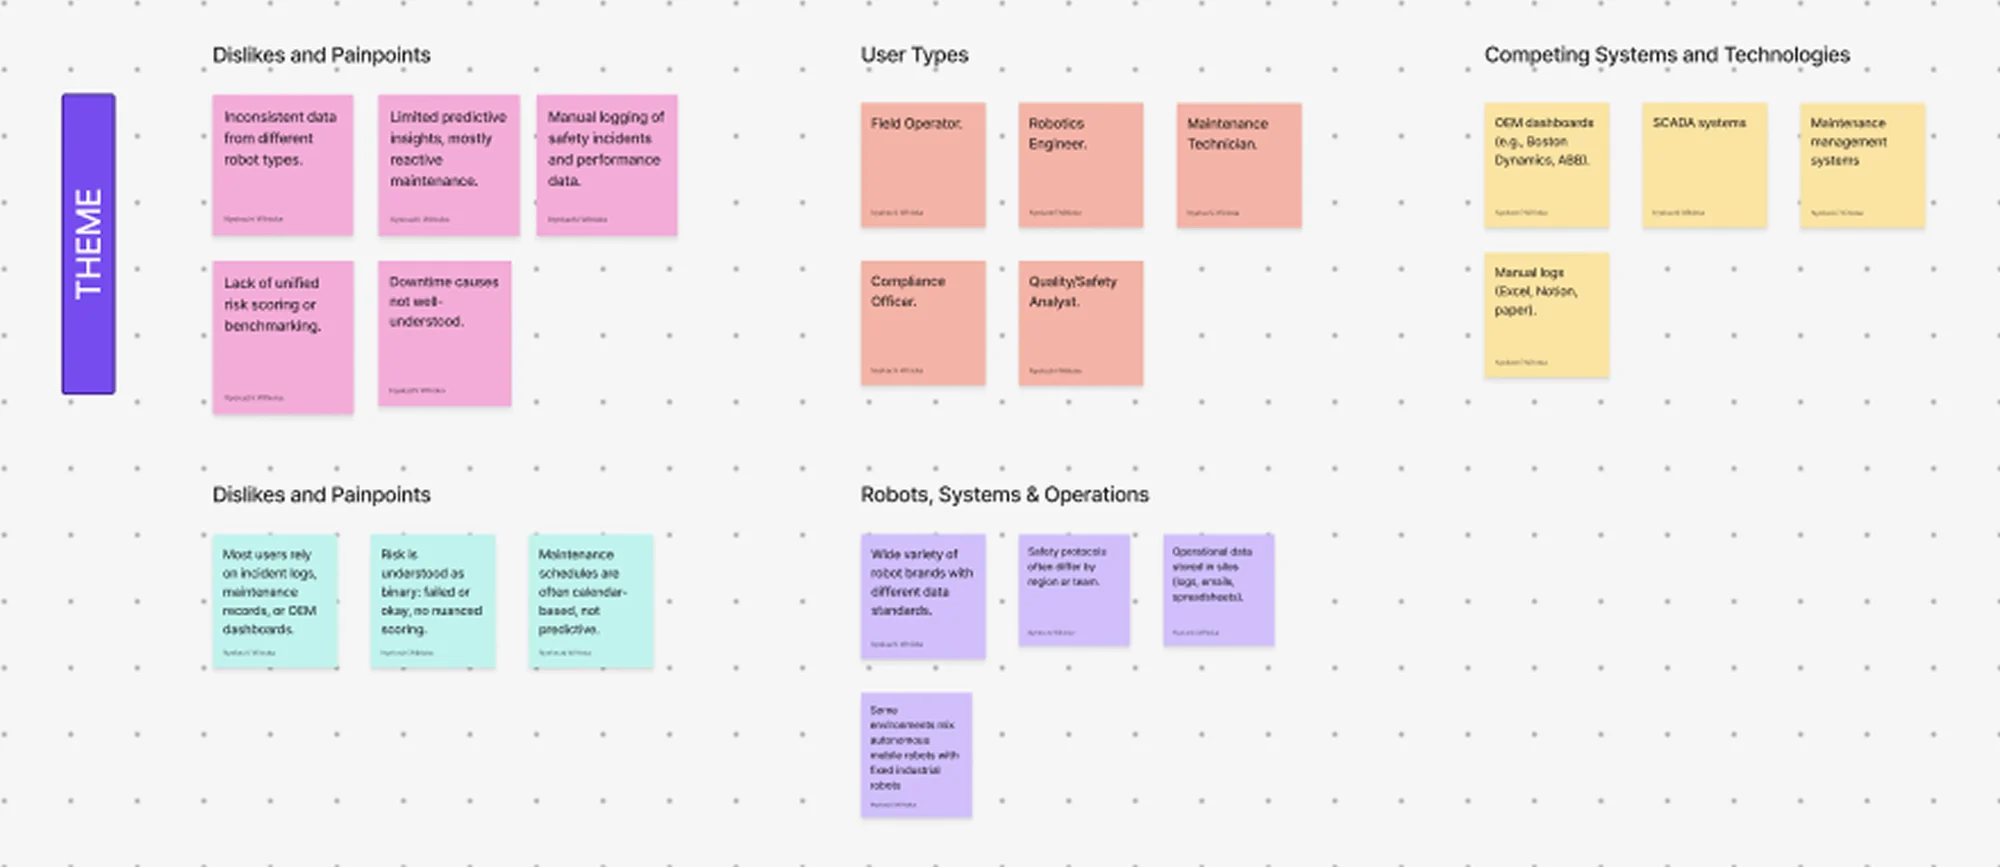 THEME
Dislikes and Painpoints
Inconsistent data
from different
robot types.
Limited predictive
insights, mostly
reactive
maintenance.
Manual logging of
safety incidents
and performance
data.
Lack of unified
risk scoring or
benchmarking.
Downtime causes
not well-
understood.
User Types
Field Operator.
Robotics
Engineer.
Maintenance
Technician.
Compliance
Officer.
Quality/Safety
Analyst.
Competing Systems and Technologies
OEM dashboards
(e.g., Boston
Dynamics, ABB).
SCADA systems
Maintenance
management
systems
Manual logs
(Excel, Notion,
paper).
Dislikes and Painpoints
Most users rely
on incident logs,
maintenance
records, or OEM
dashboards.
Risk is
understood as
binary: failed or
okay, no nuanced
scoring.
Maintenance
schedules are
often calendar-
based, not
predictive.
Robots, Systems & Operations
Wide variety of
robot brands with
different data
standards.
Safety protocols
often differ by
region or team.
Operational data
stored in silos
(logs, emails,
spreadsheets).
Some
environments mix
autonomous
mobile robots with
fixed industrial
robots